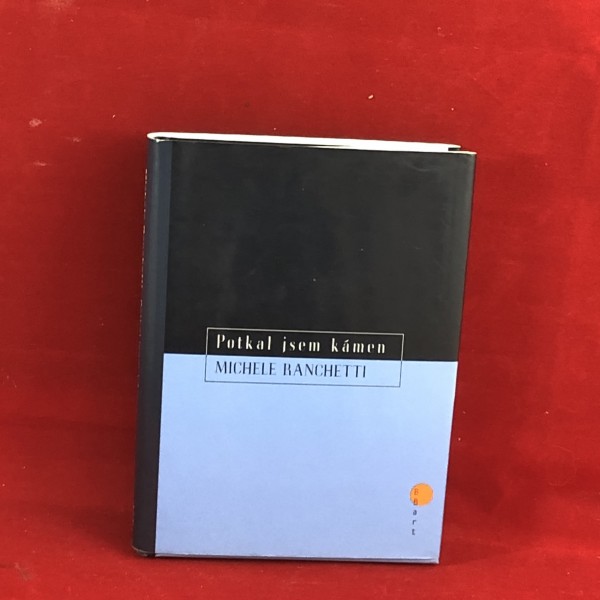 Potkal jsem kámen
MICHELE RANCHETTI